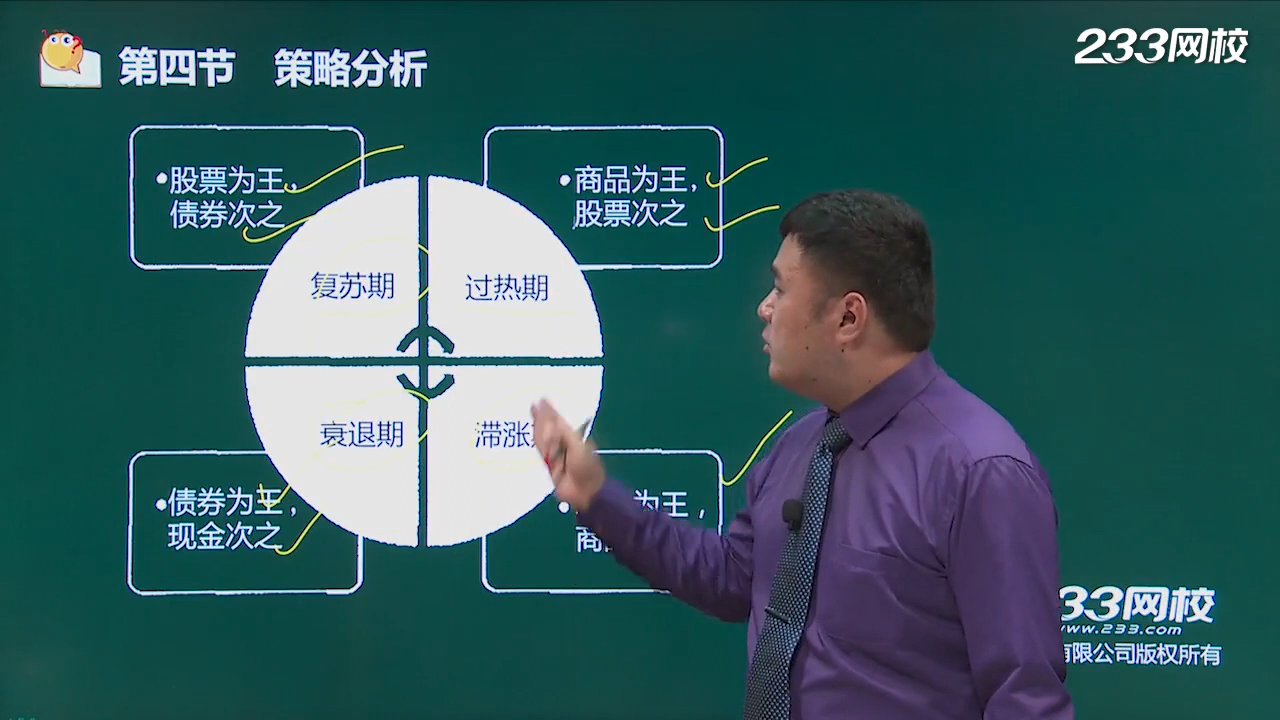 第四节 策略分析
233网校
•股票为王,
债券次之
•商品为王,
股票次之
复苏期
过热期
衰退期
滞涨
•债券为王,
现金次之
为王,
33网校
www.233.com
有限公司版权所有